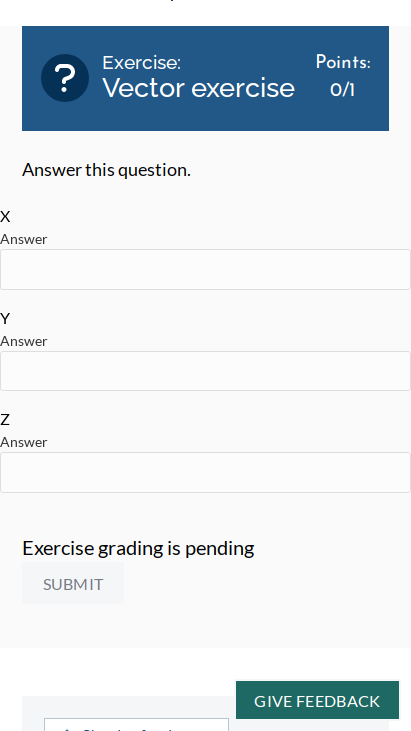 ?
Exercise:
Vector exercise
Points:
0/1
Answer this question.
X
Answer
Y
Answer
Z
Answer
Exercise grading is pending
SUBMIT
GIVE FEEDBACK